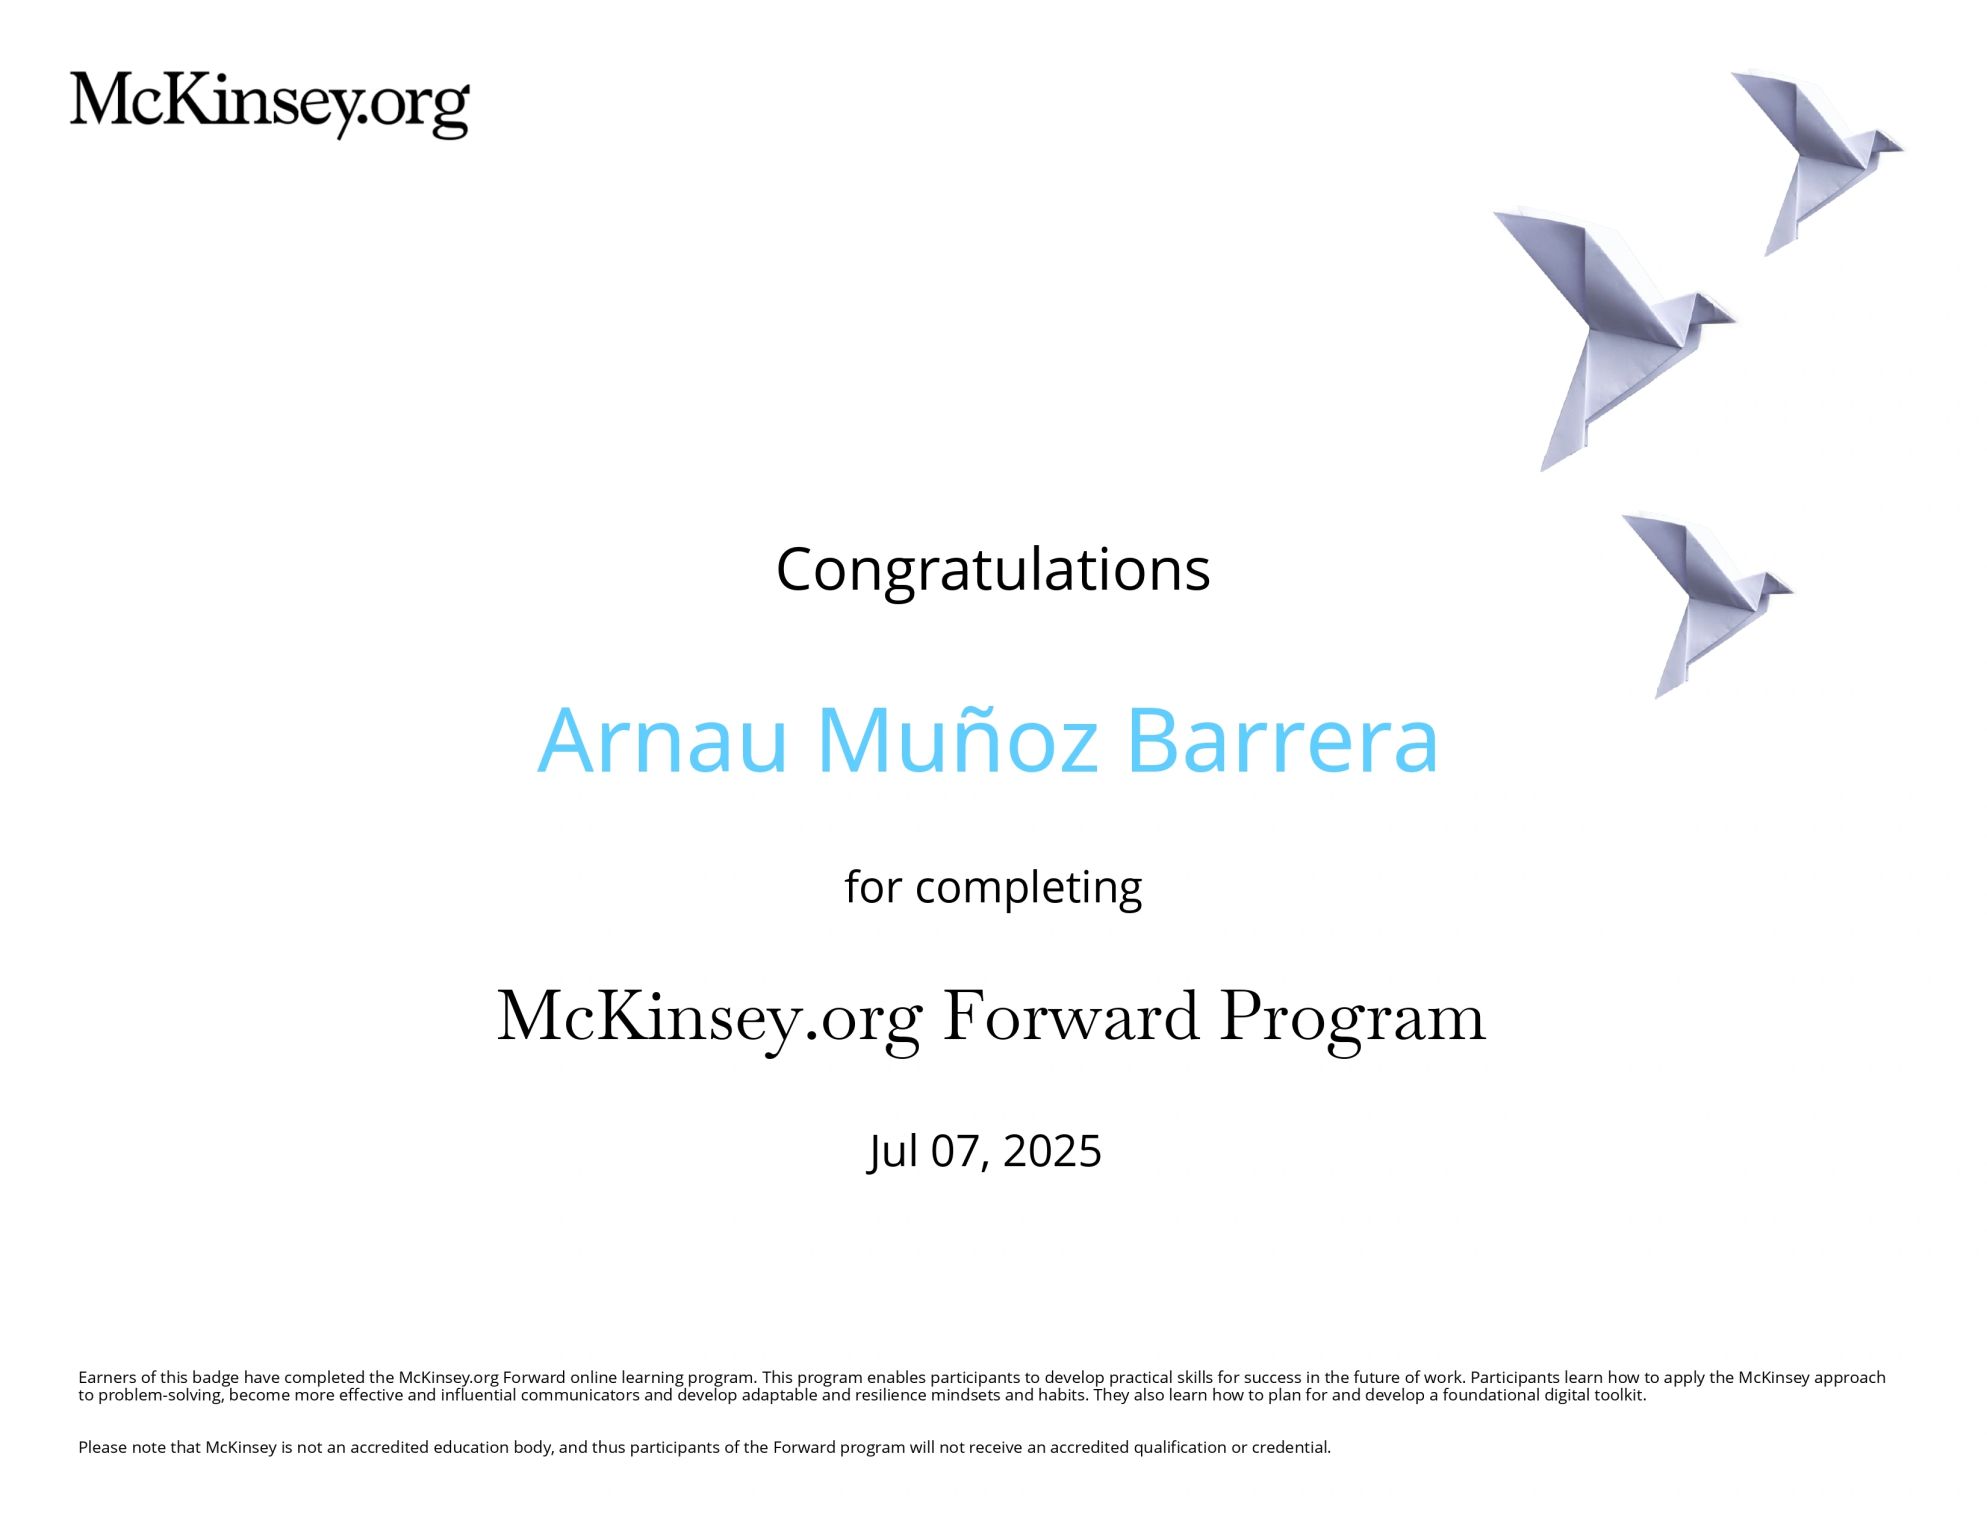 McKinsey.org
Congratulations
Arnau Muñoz Barrera
for completing
McKinsey.org Forward Program
Jul 07, 2025
Earners of this badge have completed the McKinsey.org Forward online learning program. This program enables participants to develop practical skills for success in the future of work. Participants learn how to apply the McKinsey approach
to problem-solving, become more effective and influential communicators and develop adaptable and resilience mindsets and habits. They also learn how to plan for and develop a foundational digital toolkit.
Please note that McKinsey is not an accredited education body, and thus participants of the Forward program will not receive an accredited qualification or credential.